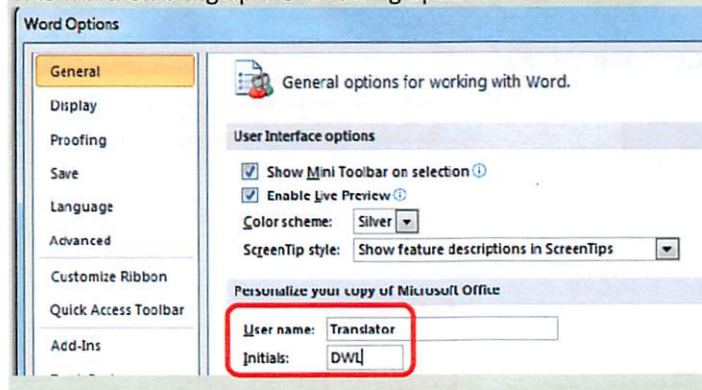 Word Options
General
Display
Proofing
Save
Language
Advanced
Customize Ribbon
Quick Access Toolbar
Add-Ins
General options for working with Word.
User Interface options
Show Mini Toolbar on selection
Enable Live Preview
Color scheme: Silver
ScreenTip style: Show feature descriptions in ScreenTips
Personalize your copy of Microsoft Office
User name: Translator
Initials: DWL